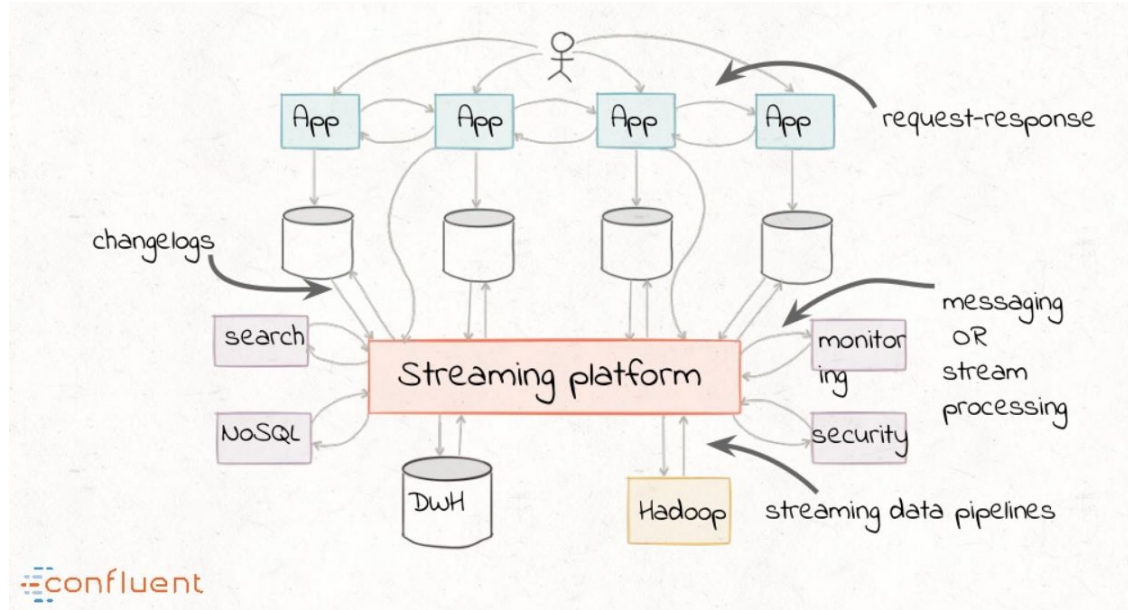 App
App
App
App
request-response
changelogs
search
Streaming platform
monitor
ing
messaging
OR
stream
processing
NoSQL
security
DWH
Hadoop
streaming data pipelines
confluent